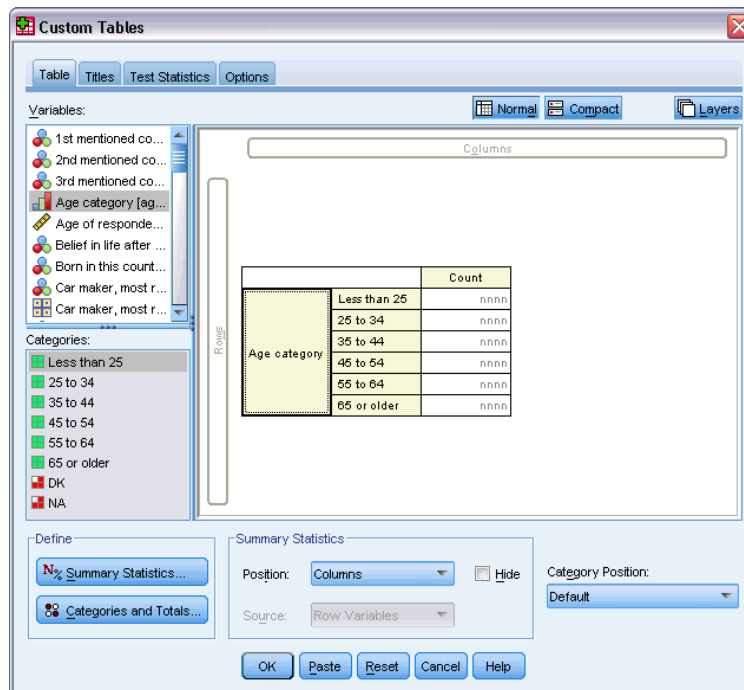 Custom Tables
Table Titles Test Statistics Options
Variables:
Normal Compact Layers
1st mentioned co...
2nd mentioned co...
3rd mentioned co...
Age category [ag...
Age of responde...
Belief in life after ...
Born in this count...
Car maker, most r...
Car maker, most r...
Columns
Rows
Count
Age category
Less than 25 nnnn
25 to 34 nnnn
35 to 44 nnnn
45 to 54 nnnn
55 to 64 nnnn
65 or older nnnn
Categories:
Less than 25
25 to 34
35 to 44
45 to 54
55 to 64
65 or older
DK
NA
Define
N% Summary Statistics...
Categories and Totals...
Summary Statistics
Position: Columns Hide
Source: Row Variables
Category Position:
Default
OK Paste Reset Cancel Help